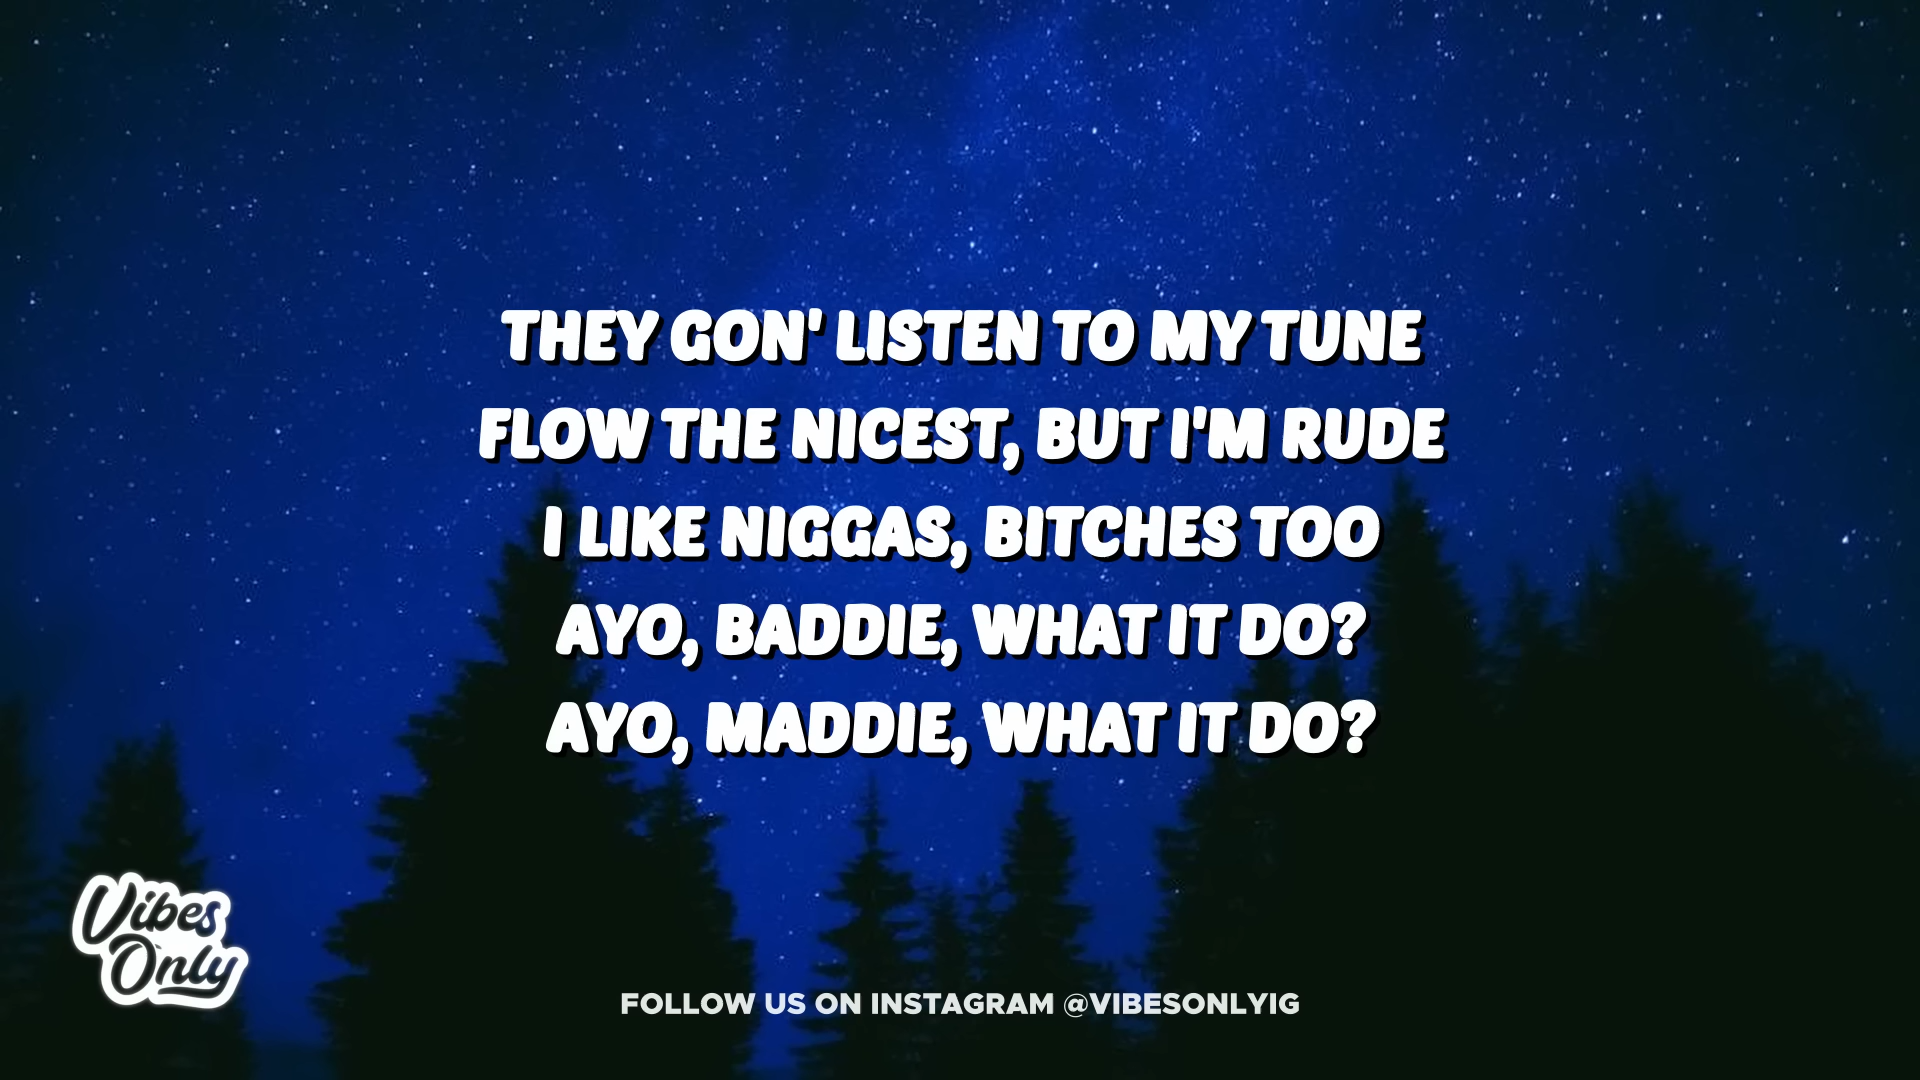 THEY GON' LISTEN TO MY TUNE
FLOW THE NICEST, BUT I'M RUDE
I LIKE NIGGAS, BITCHES TOO
AYO, BADDIE, WHAT IT DO?
AYO, MADDIE, WHAT IT DO?
Vibes
Only
FOLLOW US ON INSTAGRAM @VIBESONLYIG